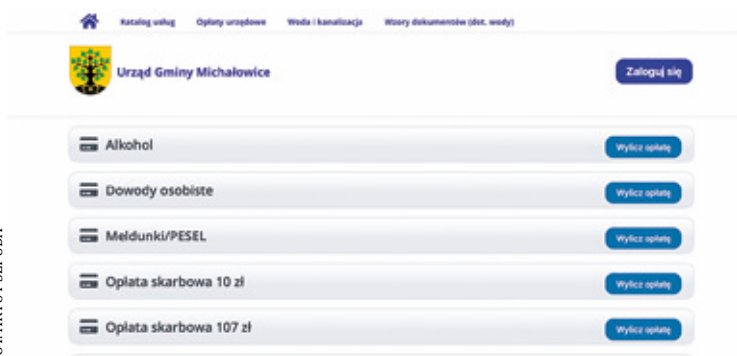 Katalog usług Opłaty urzędowe Woda i kanalizacja Wzory dokumentów (dot. wody)
Urząd Gminy Michałowice Zaloguj się
Alkohol Wylicz opłatę
Dowody osobiste Wylicz opłatę
Meldunki/PESEL Wylicz opłatę
Opłata skarbowa 10 zł Wylicz opłatę
Opłata skarbowa 107 zł Wylicz opłatę